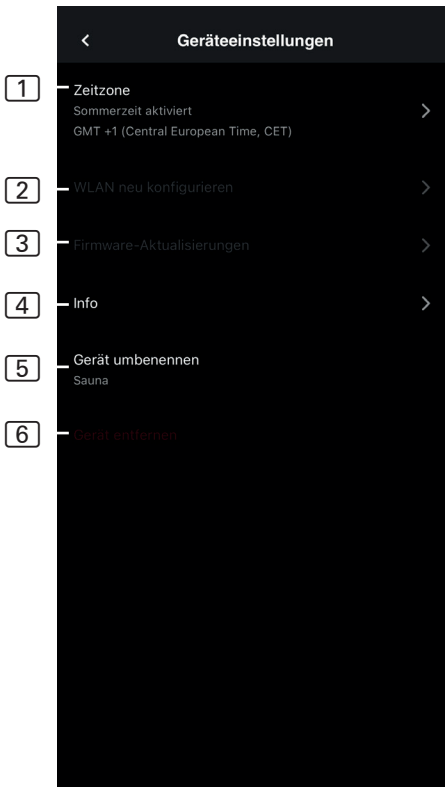 Geräteeinstellungen
1 Zeitzone
Sommerzeit aktiviert
GMT +1 (Central European Time, CET)
2 WLAN neu konfigurieren
3 Firmware-Aktualisierungen
4 Info
5 Gerät umbenennen
Sauna
6 Gerät entfernen